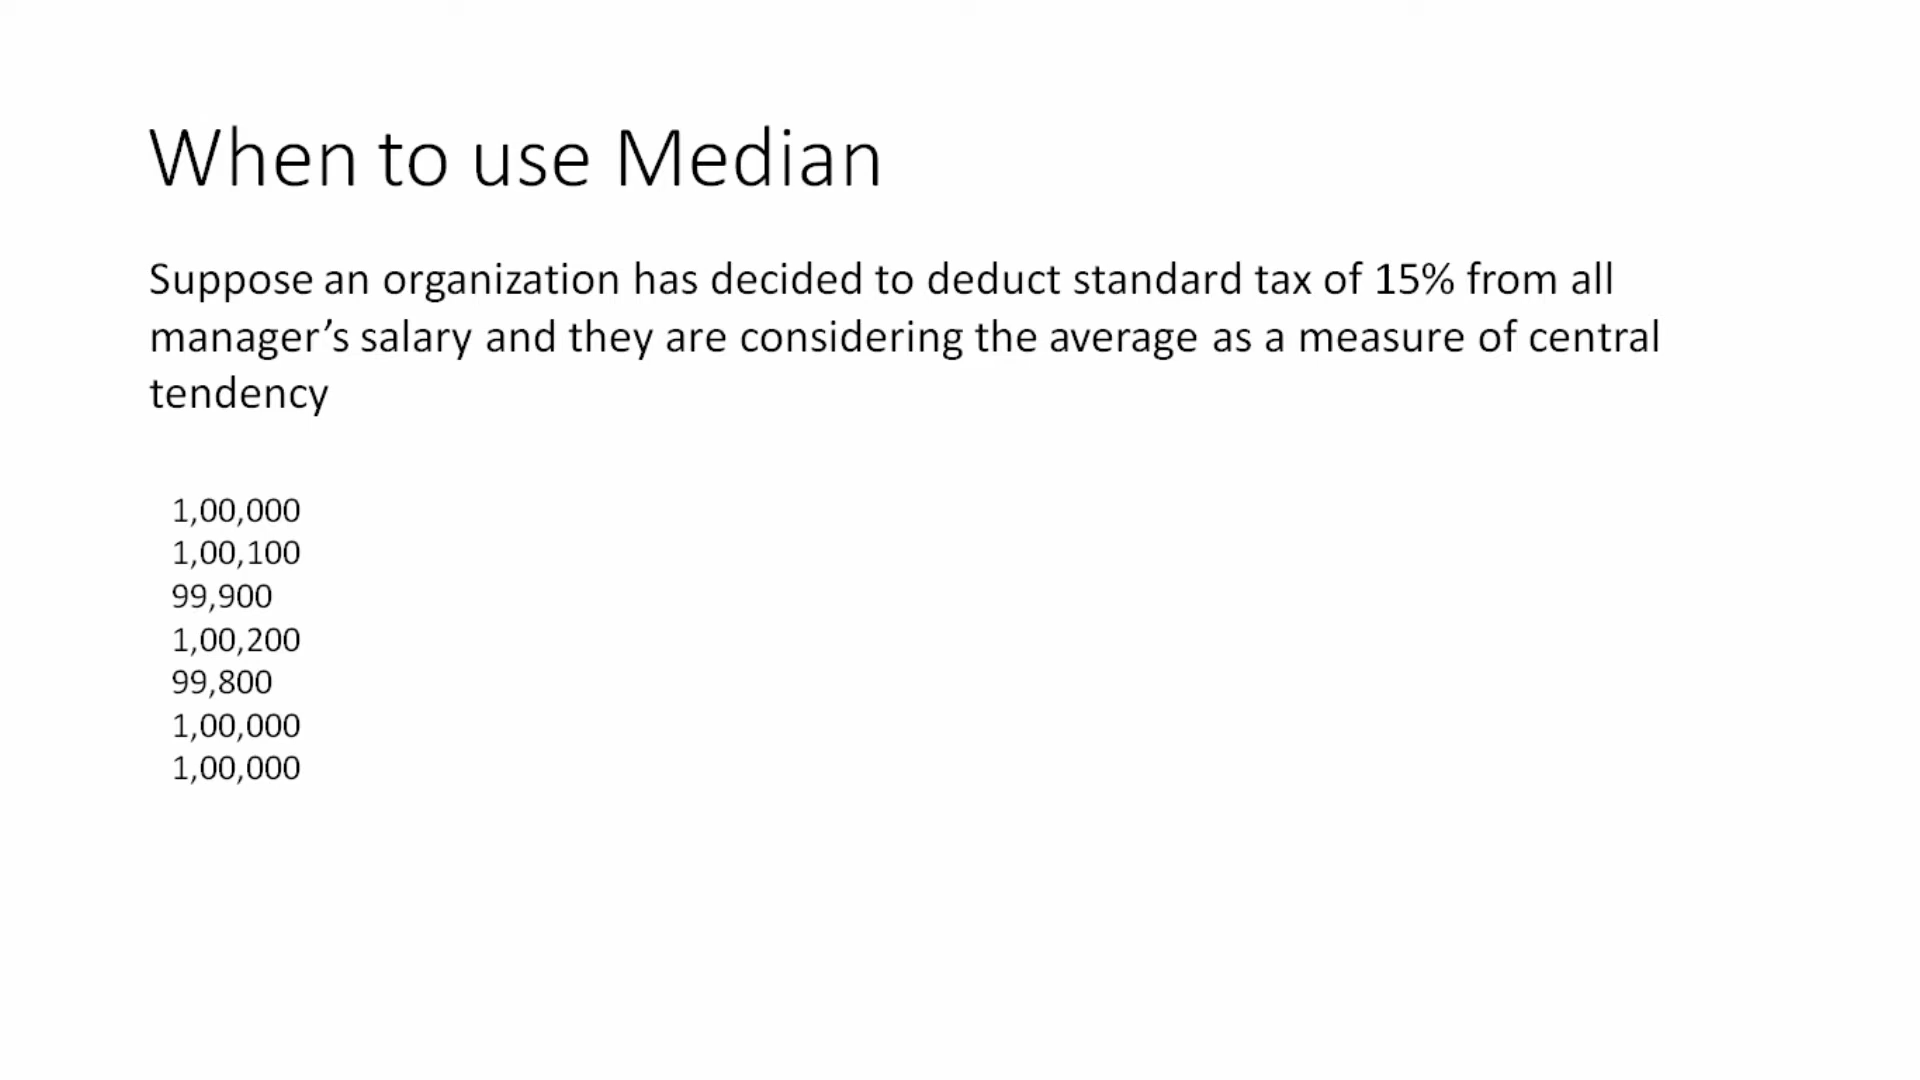 When to use Median
Suppose an organization has decided to deduct standard tax of 15% from all
manager’s salary and they are considering the average as a measure of central
tendency
1,00,000
1,00,100
99,900
1,00,200
99,800
1,00,000
1,00,000